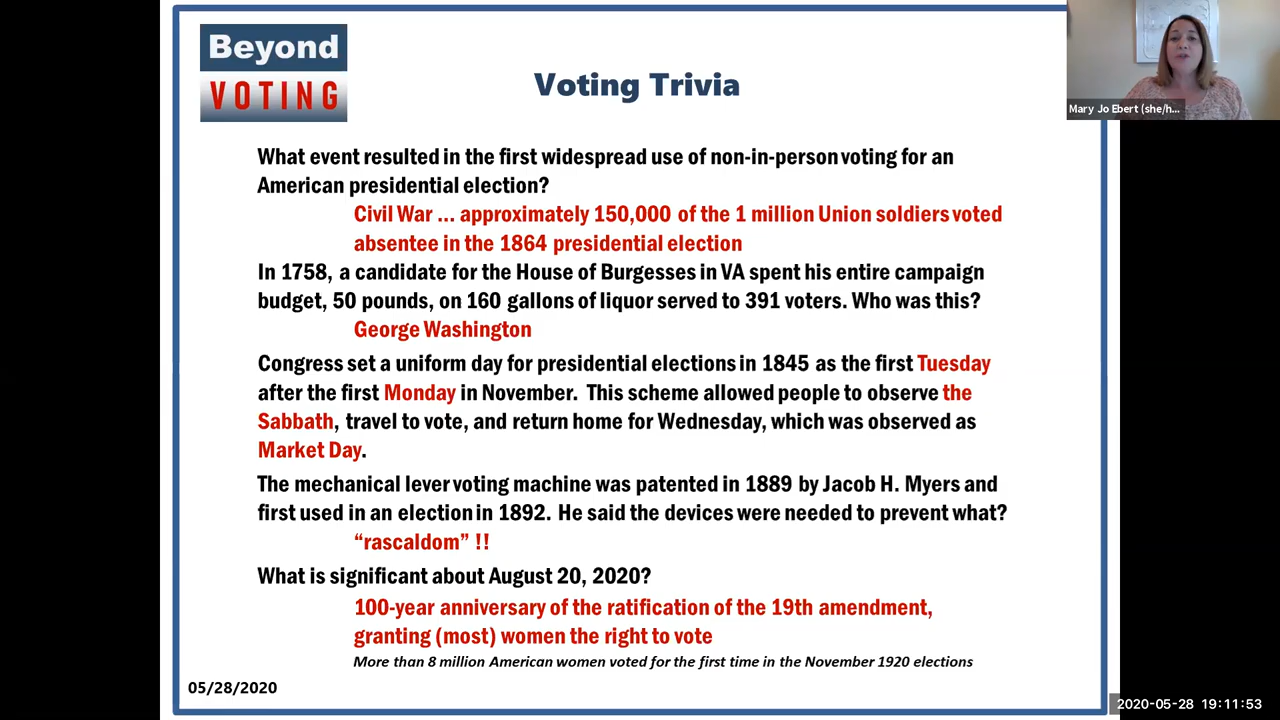 Beyond
VOTING
Voting Trivia
Mary Jo Ebert (she/h...
What event resulted in the first widespread use of non-in-person voting for an
American presidential election?
Civil War ... approximately 150,000 of the 1 million Union soldiers voted
absentee in the 1864 presidential election
In 1758, a candidate for the House of Burgesses in VA spent his entire campaign
budget, 50 pounds, on 160 gallons of liquor served to 391 voters. Who was this?
George Washington
Congress set a uniform day for presidential elections in 1845 as the first Tuesday
after the first Monday in November. This scheme allowed people to observe the
Sabbath, travel to vote, and return home for Wednesday, which was observed as
Market Day.
The mechanical lever voting machine was patented in 1889 by Jacob H. Myers and
first used in an election in 1892. He said the devices were needed to prevent what?
“rascaldom” !!
What is significant about August 20, 2020?
100-year anniversary of the ratification of the 19th amendment,
granting (most) women the right to vote
More than 8 million American women voted for the first time in the November 1920 elections
05/28/2020
2020-05-28 19:11:53